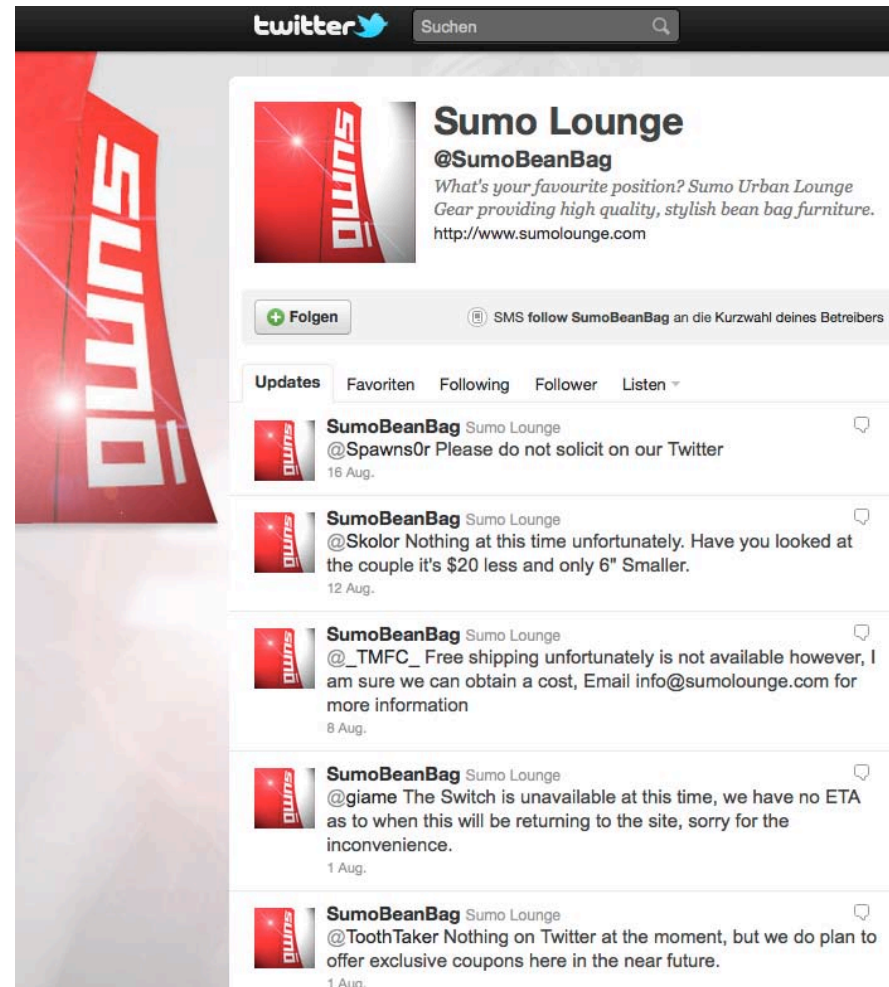 twitter
Suchen
sumo
sumo
Sumo Lounge
@SumoBeanBag
What's your favourite position? Sumo Urban Lounge
Gear providing high quality, stylish bean bag furniture.
http://www.sumolounge.com
Folgen
SMS follow SumoBeanBag an die Kurzwahl deines Betreibers
Updates Favoriten Following Follower Listen
SumoBeanBag Sumo Lounge
@Spawns0r Please do not solicit on our Twitter
16 Aug.
sumo
SumoBeanBag Sumo Lounge
@Skolor Nothing at this time unfortunately. Have you looked at
the couple it's $20 less and only 6" Smaller.
12 Aug.
sumo
SumoBeanBag Sumo Lounge
@_TMFC_ Free shipping unfortunately is not available however, I
am sure we can obtain a cost, Email info@sumolounge.com for
more information
8 Aug.
sumo
SumoBeanBag Sumo Lounge
@giame The Switch is unavailable at this time, we have no ETA
as to when this will be returning to the site, sorry for the
inconvenience.
1 Aug.
sumo
SumoBeanBag Sumo Lounge
@ToothTaker Nothing on Twitter at the moment, but we do plan to
offer exclusive coupons here in the near future.
1 Aug.
sumo